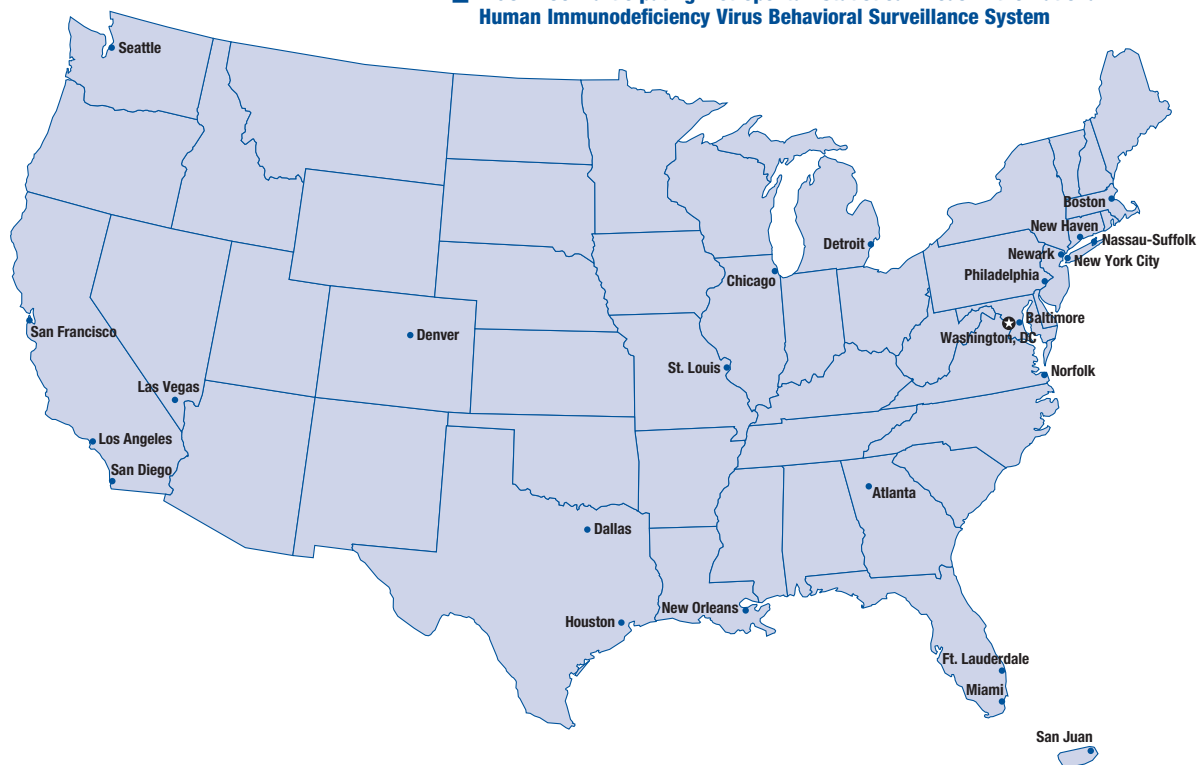 Human Immunodeficiency Virus Behavioral Surveillance System
Seattle
Boston
New Haven
Nassau-Suffolk
Detroit
Newark
New York City
Philadelphia
Chicago
Baltimore
San Francisco
Denver
Washington, DC
St. Louis
Norfolk
Las Vegas
Los Angeles
San Diego
Atlanta
Dallas
New Orleans
Houston
Ft. Lauderdale
Miami
San Juan